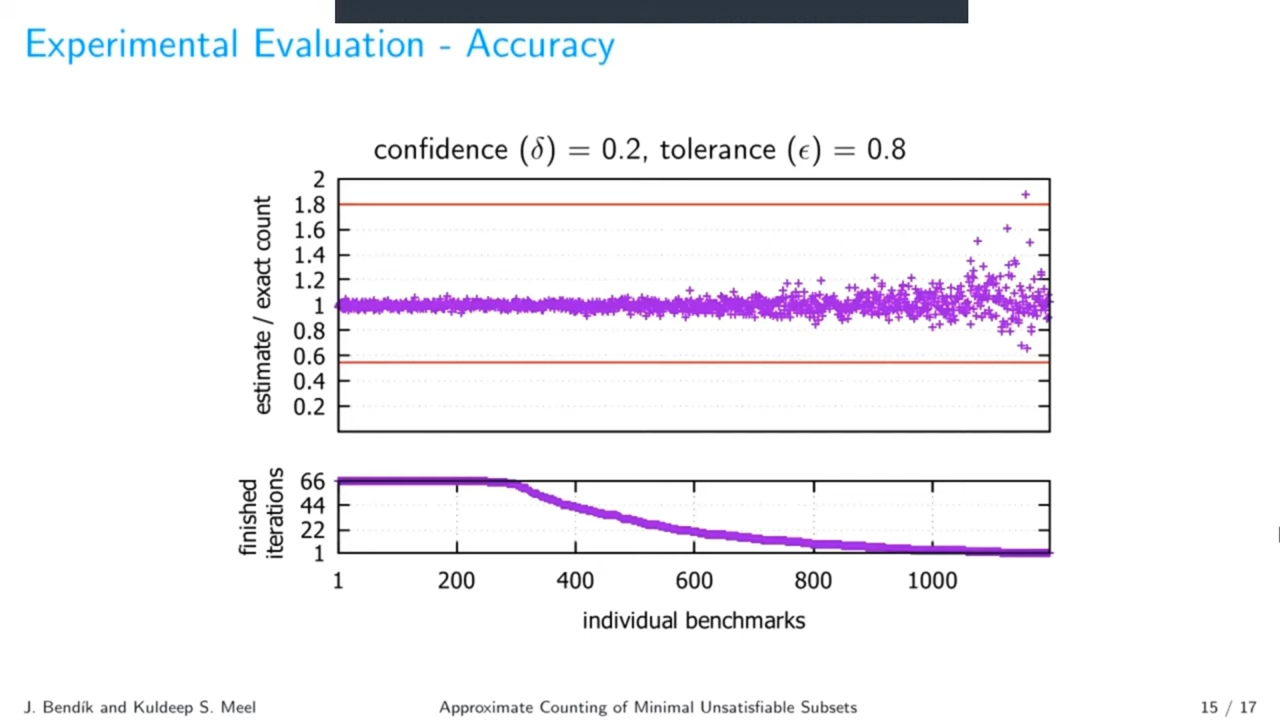 Experimental Evaluation - Accuracy
confidence (δ) = 0.2, tolerance (ϵ) = 0.8
estimate / exact count
2
1.8
1.6
1.4
1.2
1
0.8
0.6
0.4
0.2
finished
iterations
66
44
22
1
1 200 400 600 800 1000
individual benchmarks
J. Bendík and Kuldeep S. Meel Approximate Counting of Minimal Unsatisfiable Subsets 15 / 17